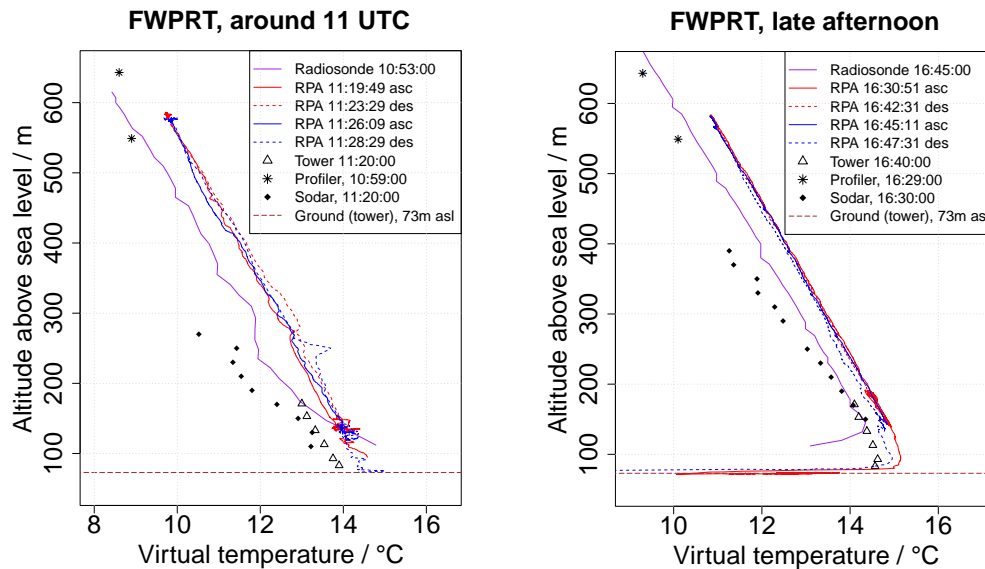 FWPRT, around 11 UTC
Radiosonde 10:53:00
RPA 11:19:49 asc
RPA 11:23:29 des
RPA 11:26:09 asc
RPA 11:28:29 des
Tower 11:20:00
Profiler, 10:59:00
Sodar, 11:20:00
Ground (tower), 73m asl
Altitude above sea level / m
600
500
400
300
200
100
8 10 12 14 16
Virtual temperature / °C
FWPRT, late afternoon
Radiosonde 16:45:00
RPA 16:30:51 asc
RPA 16:42:31 des
RPA 16:45:11 asc
RPA 16:47:31 des
Tower 16:40:00
Profiler, 16:29:00
Sodar, 16:30:00
Ground (tower), 73m asl
Altitude above sea level / m
600
500
400
300
200
100
10 12 14 16
Virtual temperature / °C